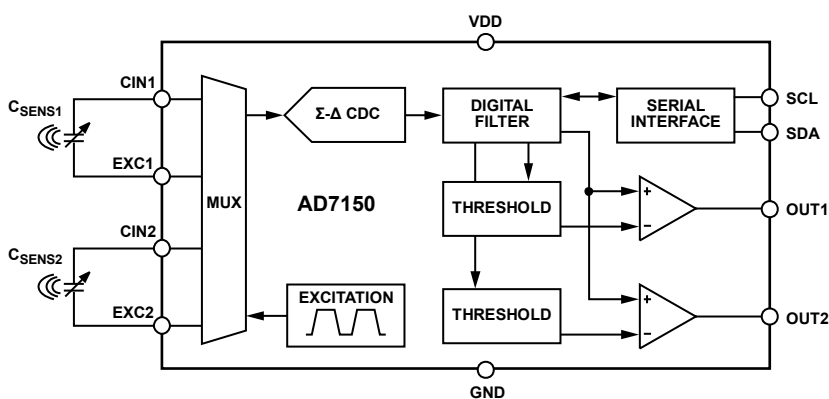 VDD
CIN1
CSENS1
EXC1
CIN2
CSENS2
EXC2
MUX
Σ-Δ CDC
AD7150
EXCITATION
DIGITAL
FILTER
SERIAL
INTERFACE
THRESHOLD
THRESHOLD
+
−
+
−
SCL
SDA
OUT1
OUT2
GND